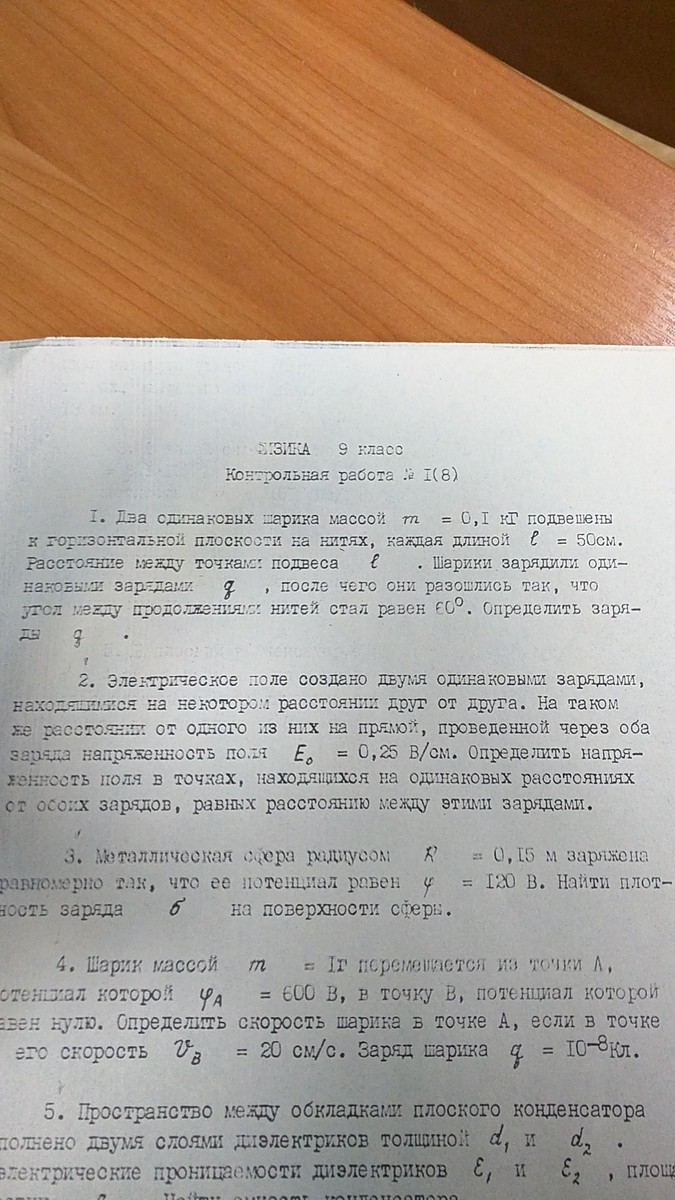 ФИЗИКА 9 класс
Контрольная работа № I(8)
I. Два одинаковых шарика массой m = 0,I кГ подвешены
к горизонтальной плоскости на нитях, каждая длиной ℓ = 50см.
Расстояние между точками подвеса ℓ . Шарики зарядили оди-
наковыми зарядами q , после чего они разошлись так, что
угол между продолжениями нитей стал равен 60°. Определить заря-
ды q .
2. Электрическое поле создано двумя одинаковыми зарядами,
находящимися на некотором расстоянии друг от друга. На таком
же расстоянии от одного из них на прямой, проведенной через оба
заряда напряженность поля E₀ = 0,25 В/см. Определить напря-
женность поля в точках, находящихся на одинаковых расстояниях
от обоих зарядов, равных расстоянию между этими зарядами.
3. Металлическая сфера радиусом R = 0,I5 м заряжена
равномерно так, что ее потенциал равен φ = I20 В. Найти плот-
ность заряда б на поверхности сферы.
4. Шарик массой m = Iг перемещается из точки А,
отенциал которой φA = 600 В, в точку В, потенциал которой
авен нулю. Определить скорость шарика в точке А, если в точке
его скорость vB = 20 см/с. Заряд шарика q = I0⁻⁸Кл.
5. Пространство между обкладками плоского конденсатора
полнено двумя слоями диэлектриков толщиной d₁ и d₂ .
электрические проницаемости диэлектриков ε₁ и ε₂ , площа
Найти емкость конденсатора